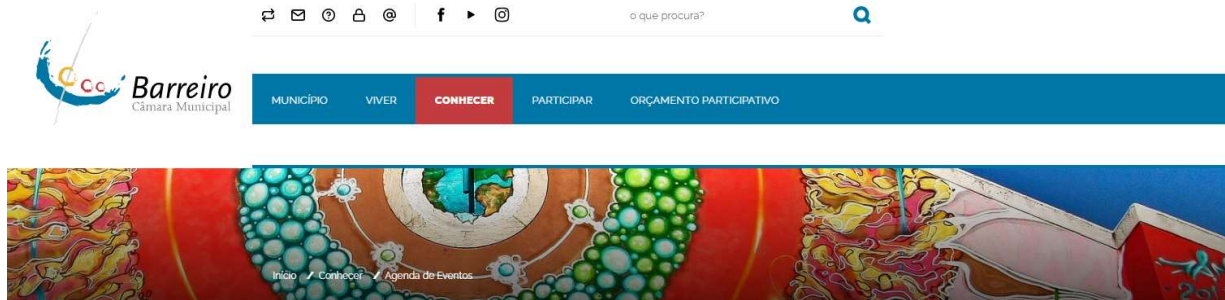 o que procura?
Barreiro
Câmara Municipal
MUNICÍPIO VIVER CONHECER PARTICIPAR ORÇAMENTO PARTICIPATIVO
Início / Conhecer / Agenda de Eventos